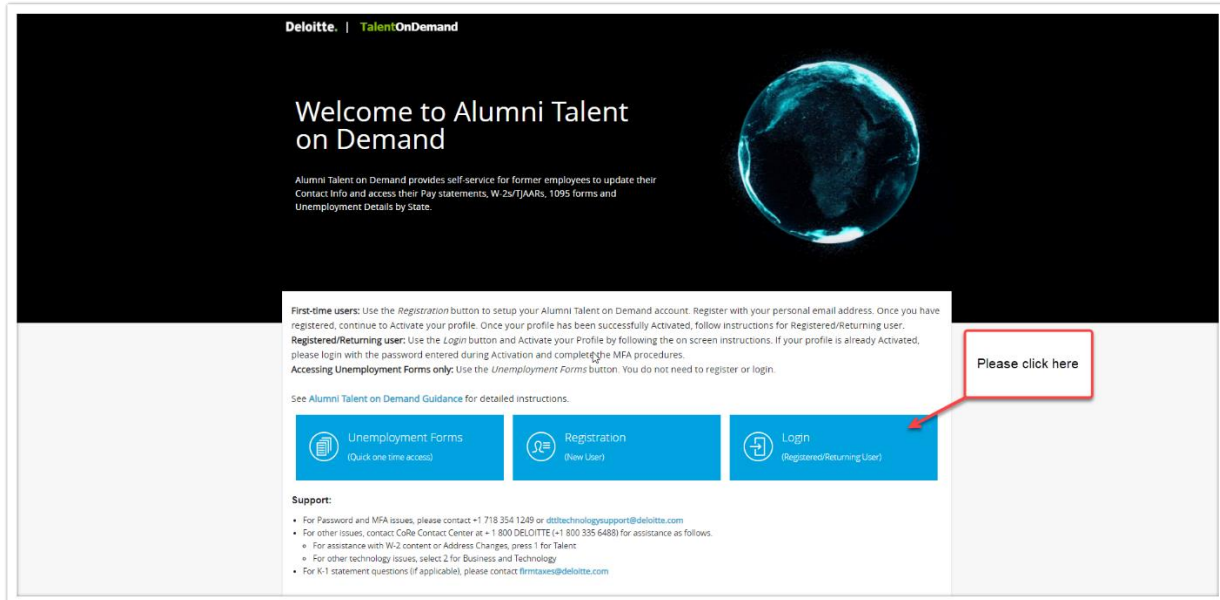 Deloitte. | TalentOnDemand
Welcome to Alumni Talent
on Demand
Alumni Talent on Demand provides self-service for former employees to update their
Contact Info and access their Pay statements, W-2s/TJAARs, 1095 forms and
Unemployment Details by State.
First-time users: Use the Registration button to setup your Alumni Talent on Demand account. Register with your personal email address. Once you have
registered, continue to Activate your profile. Once your profile has been successfully Activated, follow instructions for Registered/Returning user.
Registered/Returning user: Use the Login button and Activate your Profile by following the on screen instructions. If your profile is already Activated,
please login with the password entered during Activation and complete the MFA procedures.
Accessing Unemployment Forms only: Use the Unemployment Forms button. You do not need to register or login.
Please click here
See Alumni Talent on Demand Guidance for detailed instructions.
Unemployment Forms
(Quick one time access)
Registration
(New User)
Login
(Registered/Returning User)
Support:
• For Password and MFA issues, please contact +1 718 354 1249 or dttltechnologysupport@deloitte.com
• For other issues, contact CoRe Contact Center at + 1 800 DELOITTE (+1 800 335 6488) for assistance as follows.
o For assistance with W-2 content or Address Changes, press 1 for Talent
o For other technology issues, select 2 for Business and Technology
• For K-1 statement questions (if applicable), please contact firmtaxes@deloitte.com